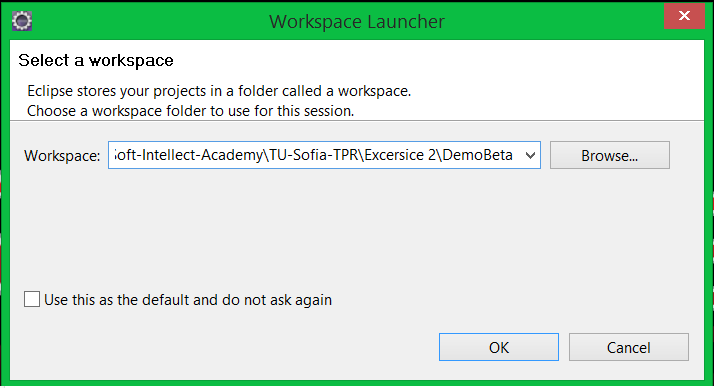 Workspace Launcher
Select a workspace
Eclipse stores your projects in a folder called a workspace.
Choose a workspace folder to use for this session.
Workspace: Soft-Intellect-Academy\TU-Sofia-TPR\Excersice 2\DemoBeta Browse...
Use this as the default and do not ask again
OK Cancel